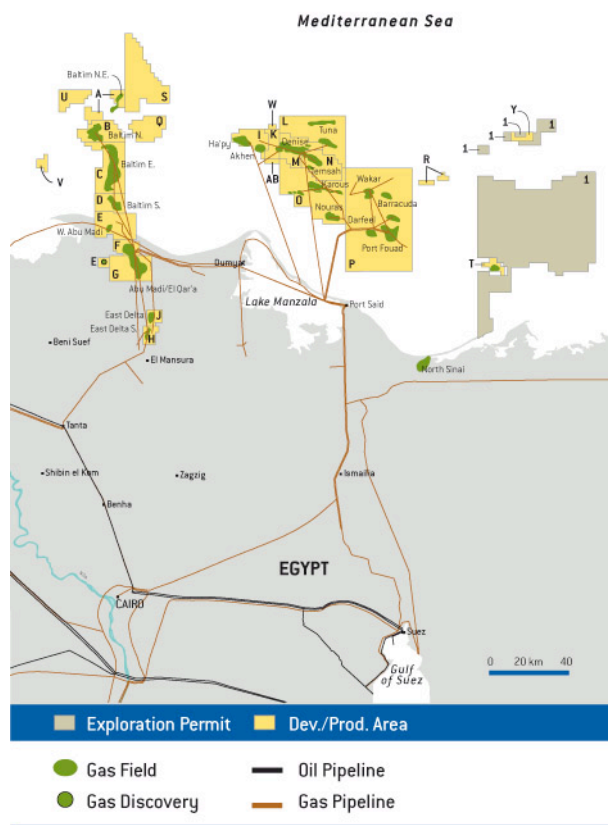 Mediterranean Sea
Baltim N.E.
A
U
S
W
L
Y
1
1
1
B
Q
Baltim N.
I
K
Tuna
Ha'py
Denise
Akhen
M
N
Temsah
R
1
1
V
Baltim E.
AB
Karous
Wakar
C
O
Barracuda
D
Baltim S.
Nouras
Darfeel
E
W. Abu Madi
F
Port Fouad
E
G
Dumyat
P
T
Abu Madi/El Qar'a
Lake Manzala
Port Said
East Delta
J
East Delta S.
H
Beni Suef
El Mansura
North Sinai
Tanta
Shibin el Kom
Zagzig
Iamailia
Benha
EGYPT
CAIRO
Suez
Gulf
of Suez
0 20 km 40
Exploration Permit
Dev./Prod. Area
Gas Field
Oil Pipeline
Gas Discovery
Gas Pipeline